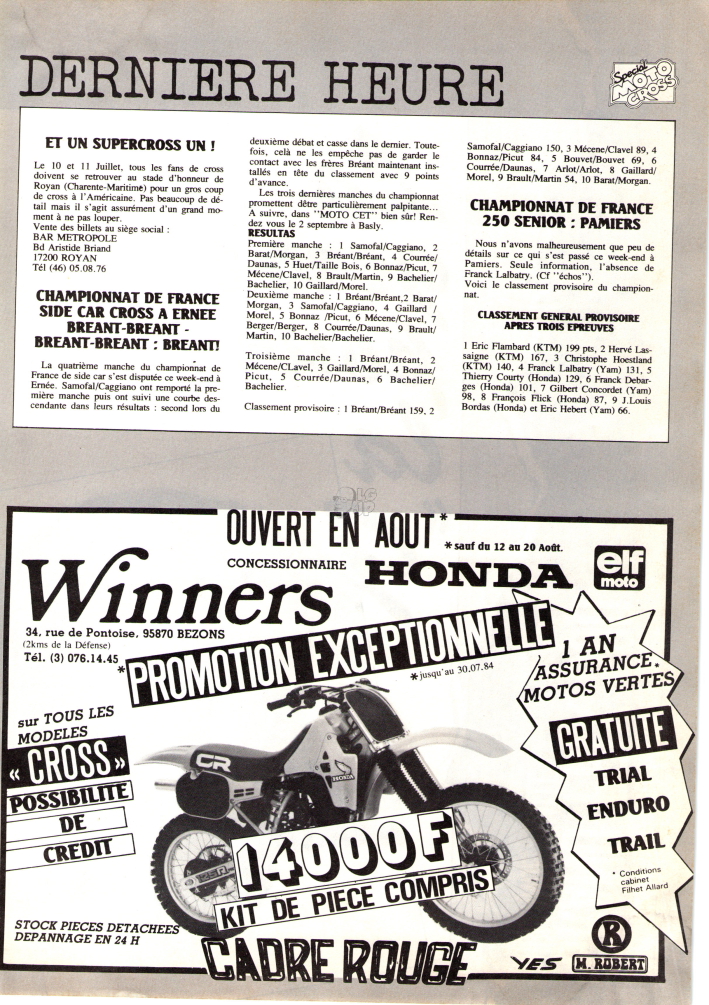 DERNIERE HEURE
Special
MOTO
CROSS
ET UN SUPERCROSS UN !
Le 10 et 11 Juillet, tous les fans de cross
doivent se retrouver au stade d'honneur de
Royan (Charente-Maritime) pour un gros coup
de cross à l'Américaine. Pas beaucoup de dé-
tail mais il s'agit assurément d'un grand mo-
ment à ne pas louper.
Vente des billets au siège social :
BAR METROPOLE
Bd Aristide Briand
17200 ROYAN
Tél (46) 05.08.76
CHAMPIONNAT DE FRANCE
SIDE CAR CROSS A ERNEE
BREANT-BREANT -
BREANT-BREANT : BREANT!
La quatrième manche du championnat de
France de side car s'est disputée ce week-end à
Ernée. Samofal/Caggiano ont remporté la pre-
mière manche puis ont suivi une courbe des-
cendante dans leurs résultats : second lors du
deuxième débat et casse dans le dernier. Toute-
fois, celà ne les empêche pas de garder le
contact avec les frères Bréant maintenant ins-
tallés en tête du classement avec 9 points
d'avance.
Les trois dernières manches du championnat
promettent dêtre particulièrement palpitante...
A suivre, dans "MOTO CET" bien sûr! Ren-
dez vous le 2 septembre à Basly.
RESULTAS
Première manche : 1 Samofal/Caggiano, 2
Barat/Morgan, 3 Bréant/Bréant, 4 Courrée/
Daunas, 5 Huet/Taille Bois, 6 Bonnaz/Picut, 7
Mécene/Clavel, 8 Brault/Martin, 9 Bachelier/
Bachelier, 10 Gaillard/Morel.
Deuxième manche : 1 Bréant/Bréant,2 Barat/
Morgan, 3 Samofal/Caggiano, 4 Gaillard /
Morel, 5 Bonnaz /Picut, 6 Mécene/Clavel, 7
Berger/Berger, 8 Courrée/Daunas, 9 Brault/
Martin, 10 Bachelier/Bachelier.
Troisième manche : 1 Bréant/Bréant, 2
Mécene/CLavel, 3 Gaillard/Morel, 4 Bonnaz/
Picut, 5 Courrée/Daunas, 6 Bachelier/
Bachelier.
Classement provisoire : 1 Bréant/Bréant 159, 2
Samofal/Caggiano 150, 3 Mécene/Clavel 89, 4
Bonnaz/Picut 84, 5 Bouvet/Bouvet 69, 6
Courrée/Daunas, 7 Arlot/Arlot, 8 Gaillard/
Morel, 9 Brault/Martin 54, 10 Barat/Morgan.
CHAMPIONNAT DE FRANCE
250 SENIOR : PAMIERS
Nous n'avons malheureusement que peu de
détails sur ce qui s'est passé ce week-end à
Pamiers. Seule information, l'absence de
Franck Lalbatry. (Cf "échos").
Voici le classement provisoire du champion-
nat.
CLASSEMENT GENERAL PROVISOIRE
APRES TROIS EPREUVES
1 Eric Flambard (KTM) 199 pts, 2 Hervé Las-
saigne (KTM) 167, 3 Christophe Hoestland
(KTM) 140, 4 Franck Lalbatry (Yam) 131, 5
Thierry Courty (Honda) 129, 6 Franck Debar-
ges (Honda) 101, 7 Gilbert Concordet (Yam)
98, 8 François Flick (Honda) 87, 9 J.Louis
Bordas (Honda) et Eric Hebert (Yam) 66.
OUVERT EN AOUT*
* sauf du 12 au 20 Août.
Winners
CONCESSIONNAIRE HONDA
elf
moto
34, rue de Pontoise, 95870 BEZONS
(2kms de la Défense)
Tél. (3) 076.14.45
*PROMOTION EXCEPTIONNELLE
* jusqu'au 30.07.84
1 AN
ASSURANCE.
MOTOS VERTES
GRATUITE
TRIAL
ENDURO
TRAIL
* Conditions
cabinet
Filhet Allard
sur TOUS LES
MODELES
« CROSS »
POSSIBILITE
DE
CREDIT
CR
HONDA
14000F
KIT DE PIECE COMPRIS
STOCK PIECES DETACHEES
DEPANNAGE EN 24 H
CADRE ROUGE
YES
R
M. ROBERT